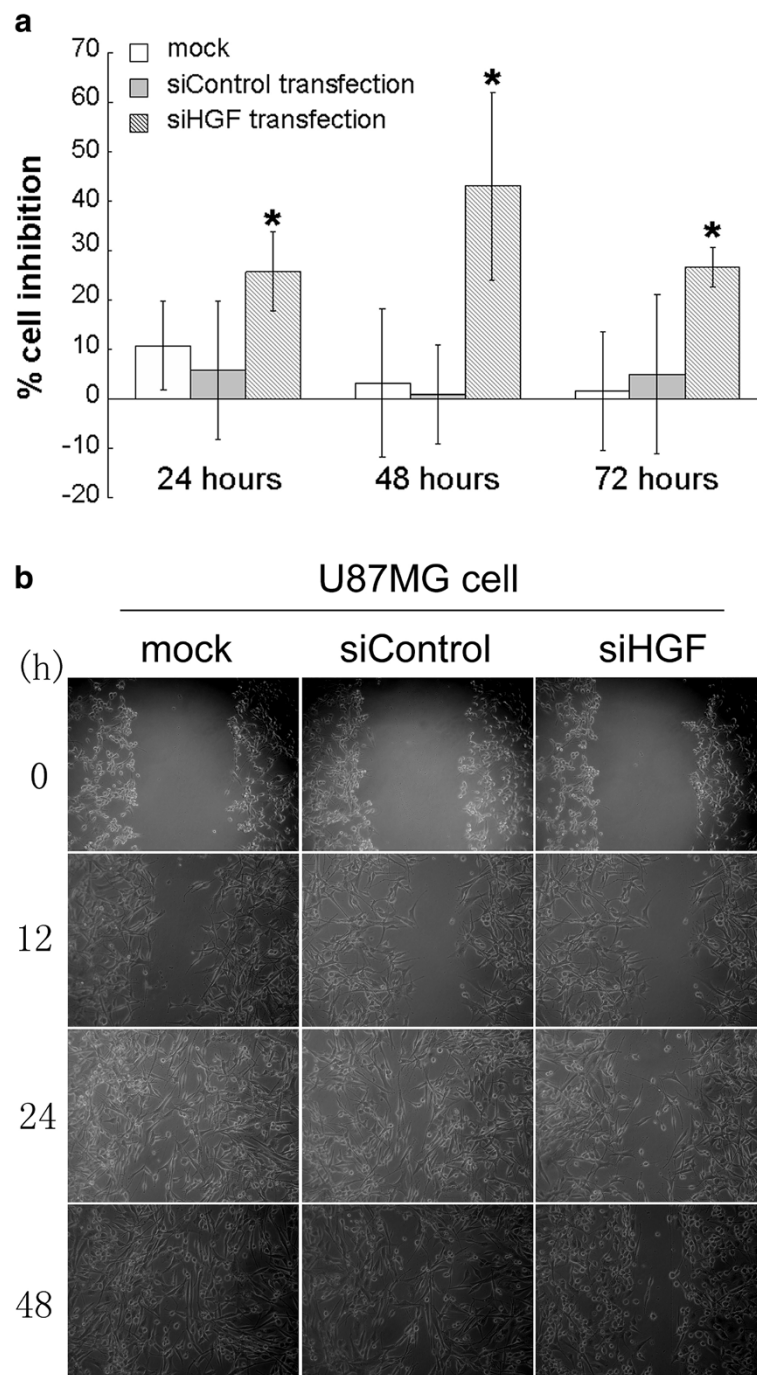 a
70
60
50
40
30
20
10
0
-10
-20
% cell inhibition
mock
siControl transfection
siHGF transfection
*
*
*
24 hours 48 hours 72 hours
b
U87MG cell
(h) mock siControl siHGF
0
12
24
48